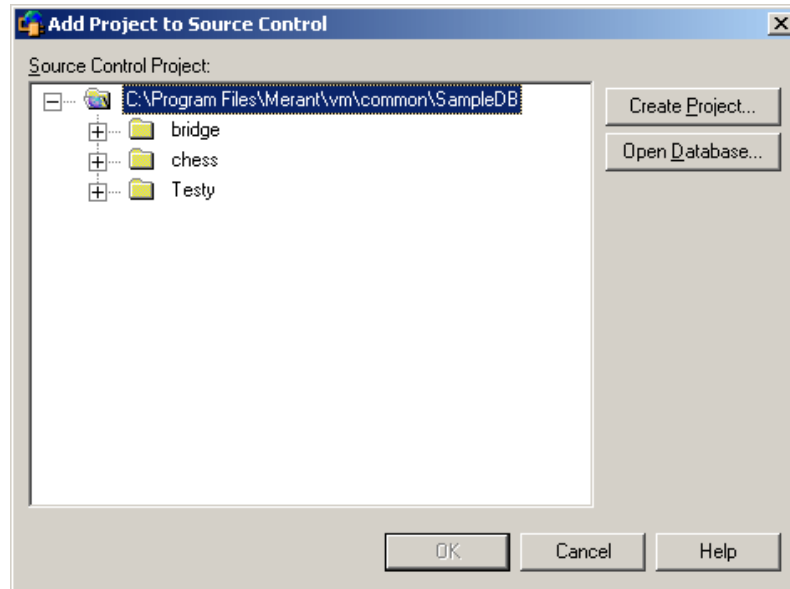 Add Project to Source Control
Source Control Project:
C:\Program Files\Merant\vm\common\SampleDB
bridge
chess
Testy
Create Project...
Open Database...
OK
Cancel
Help